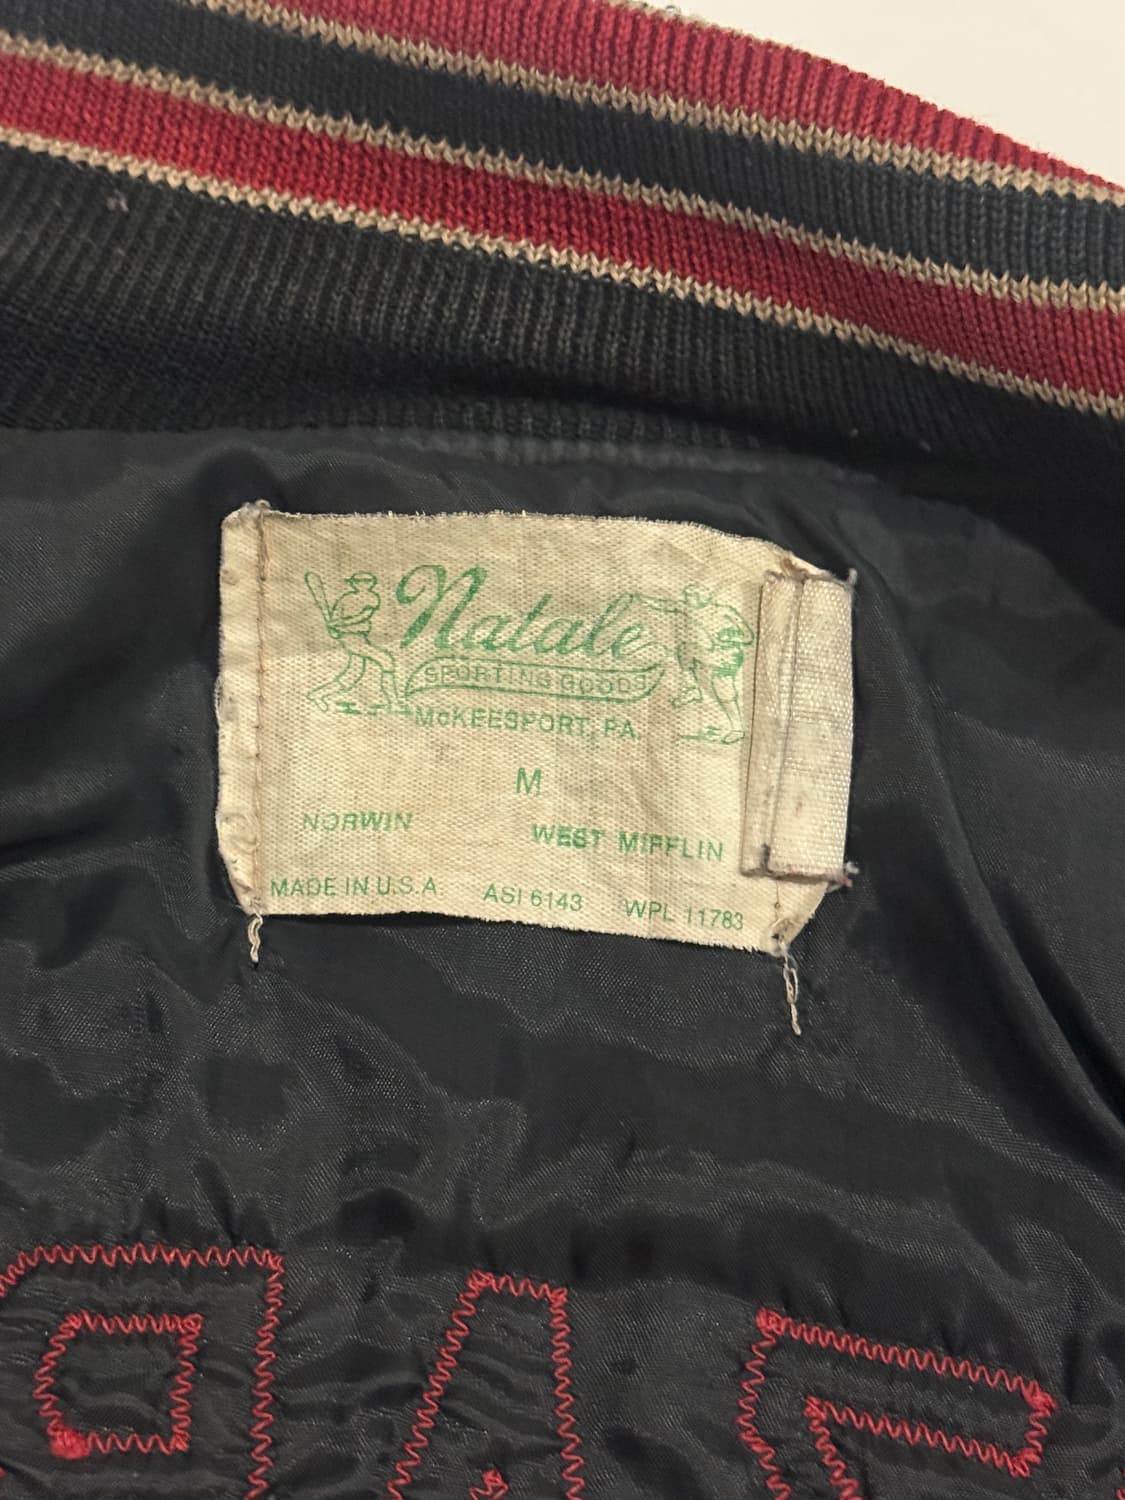 Natale
SPORTING GOODS
McKEESPORT, PA.
M
NORWIN WEST MIFFLIN
MADE IN U.S.A ASI 6143 WPL 11783